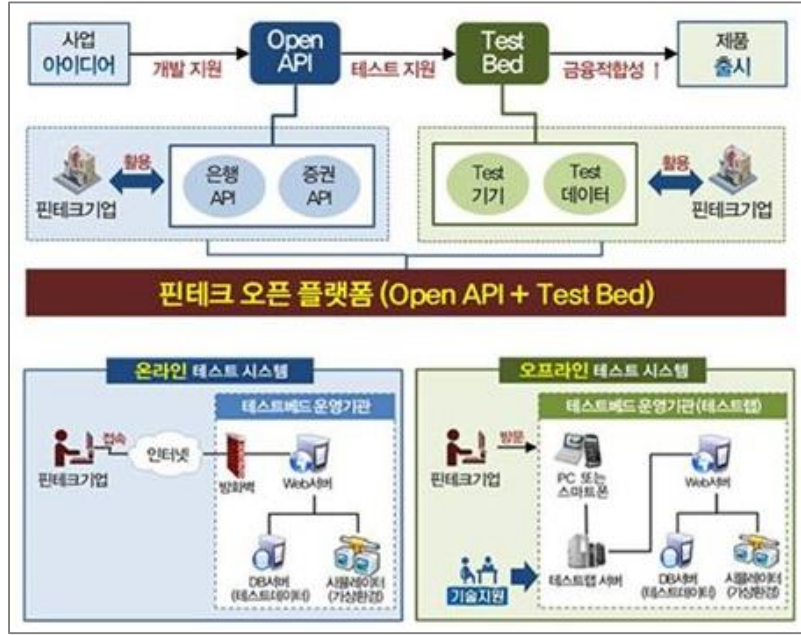 사업
아이디어
개발 지원
Open
API
테스트 지원
Test
Bed
금융적합성 ↑
제품
출시
핀테크기업
활용
은행
API
증권
API
Test
기기
Test
데이터
활용
핀테크기업
핀테크 오픈 플랫폼 (Open API + Test Bed)
온라인 테스트 시스템
테스트베드 운영기관
핀테크기업
접속
인터넷
방화벽
Web서버
DB서버
(테스트데이터)
시뮬레이터
(가상환경)
오프라인 테스트 시스템
테스트베드 운영기관(테스트랩)
핀테크기업
방문
PC 또는
스마트폰
Web서버
기술지원
테스트랩 서버
DB서버
(테스트데이터)
시뮬레이터
(가상환경)